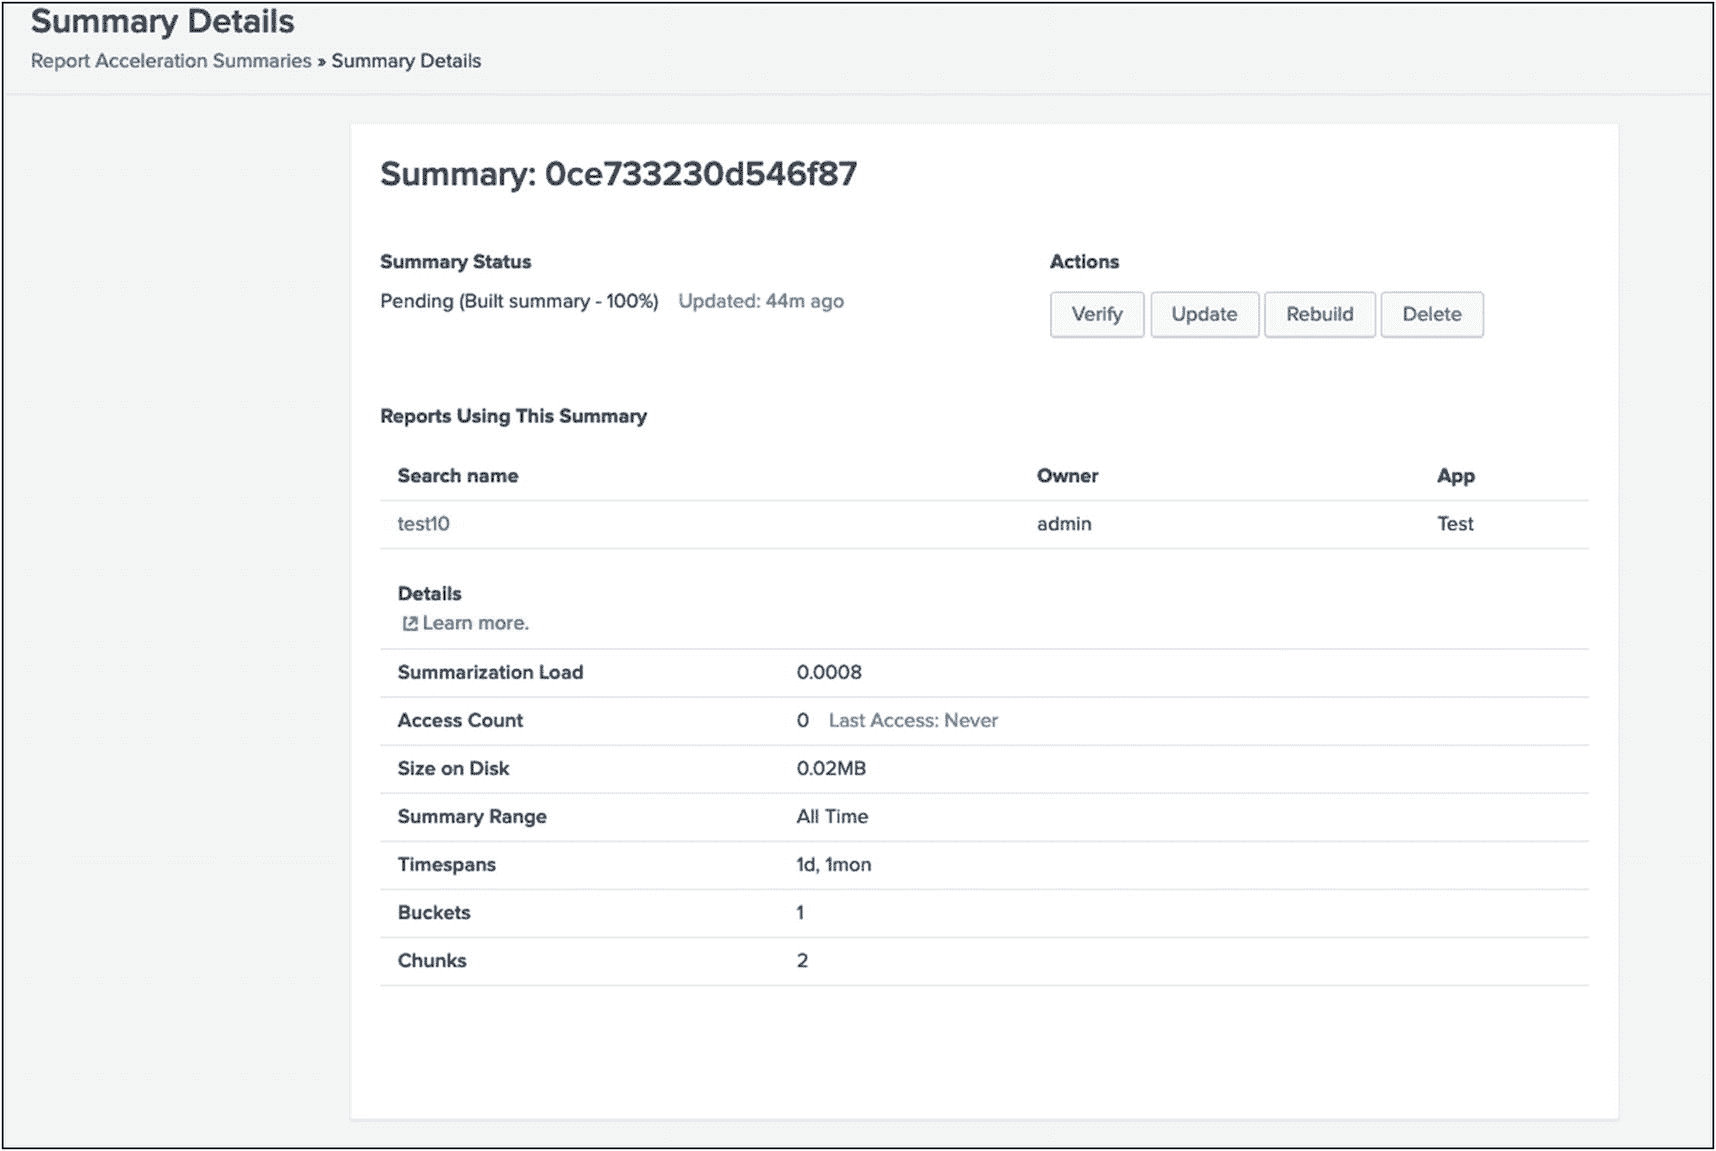 Summary Details
Report Acceleration Summaries » Summary Details
Summary: 0ce733230d546f87
Summary Status
Actions
Pending (Built summary - 100%) Updated: 44m ago
Verify Update Rebuild Delete
Reports Using This Summary
Search name Owner App
test10 admin Test
Details
Learn more.
Summarization Load 0.0008
Access Count 0 Last Access: Never
Size on Disk 0.02MB
Summary Range All Time
Timespans 1d, 1mon
Buckets 1
Chunks 2